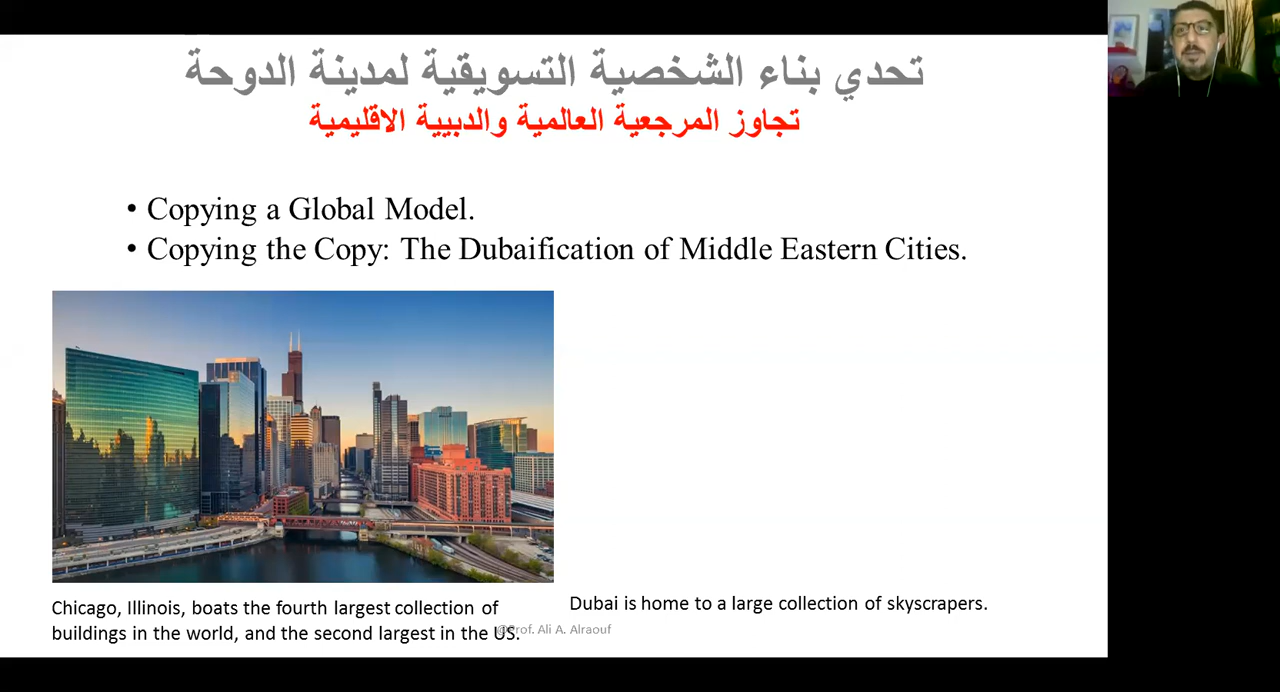 تحدي بناء الشخصية التسويقية لمدينة الدوحة
تجاوز المرجعية العالمية والدبيية الاقليمية
• Copying a Global Model.
• Copying the Copy: The Dubaification of Middle Eastern Cities.
Chicago, Illinois, boats the fourth largest collection of
buildings in the world, and the second largest in the US.
Dubai is home to a large collection of skyscrapers.
@Prof. Ali A. Alraouf